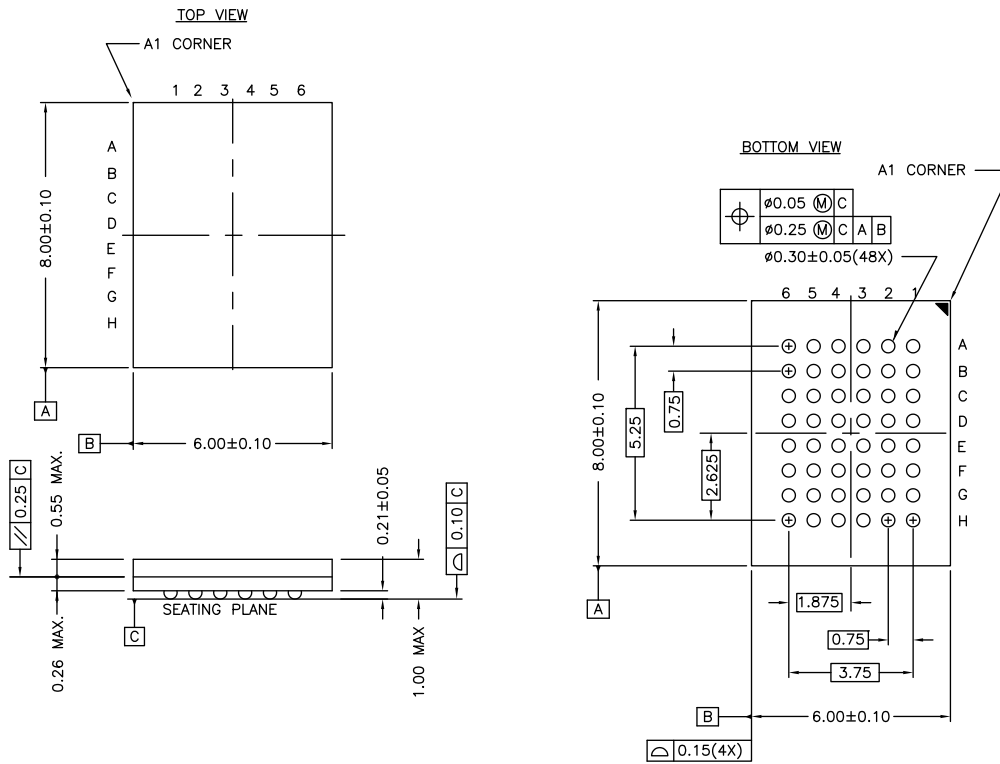 TOP VIEW
A1 CORNER
1 2 3 4 5 6
A
B
C
D
E
F
G
H
8.00±0.10
A
B
6.00±0.10
// 0.25 C
0.55 MAX.
0.21±0.05
⌓ 0.10 C
SEATING PLANE
C
0.26 MAX.
1.00 MAX
BOTTOM VIEW
A1 CORNER
⌖ ø0.05 Ⓜ C
ø0.25 Ⓜ C A B
ø0.30±0.05(48X)
6 5 4 3 2 1
A
B
C
D
E
F
G
H
8.00±0.10
5.25
0.75
2.625
A
1.875
0.75
3.75
B
6.00±0.10
⌓ 0.15(4X)